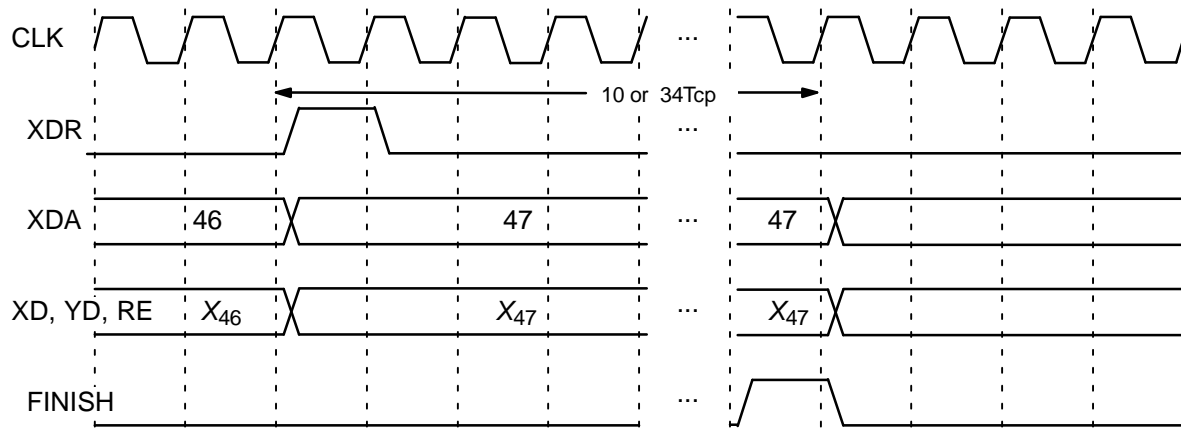 CLK ...
10 or 34Tcp
XDR ...
XDA 46 47 ... 47
XD, YD, RE X46 X47 ... X47
FINISH ...